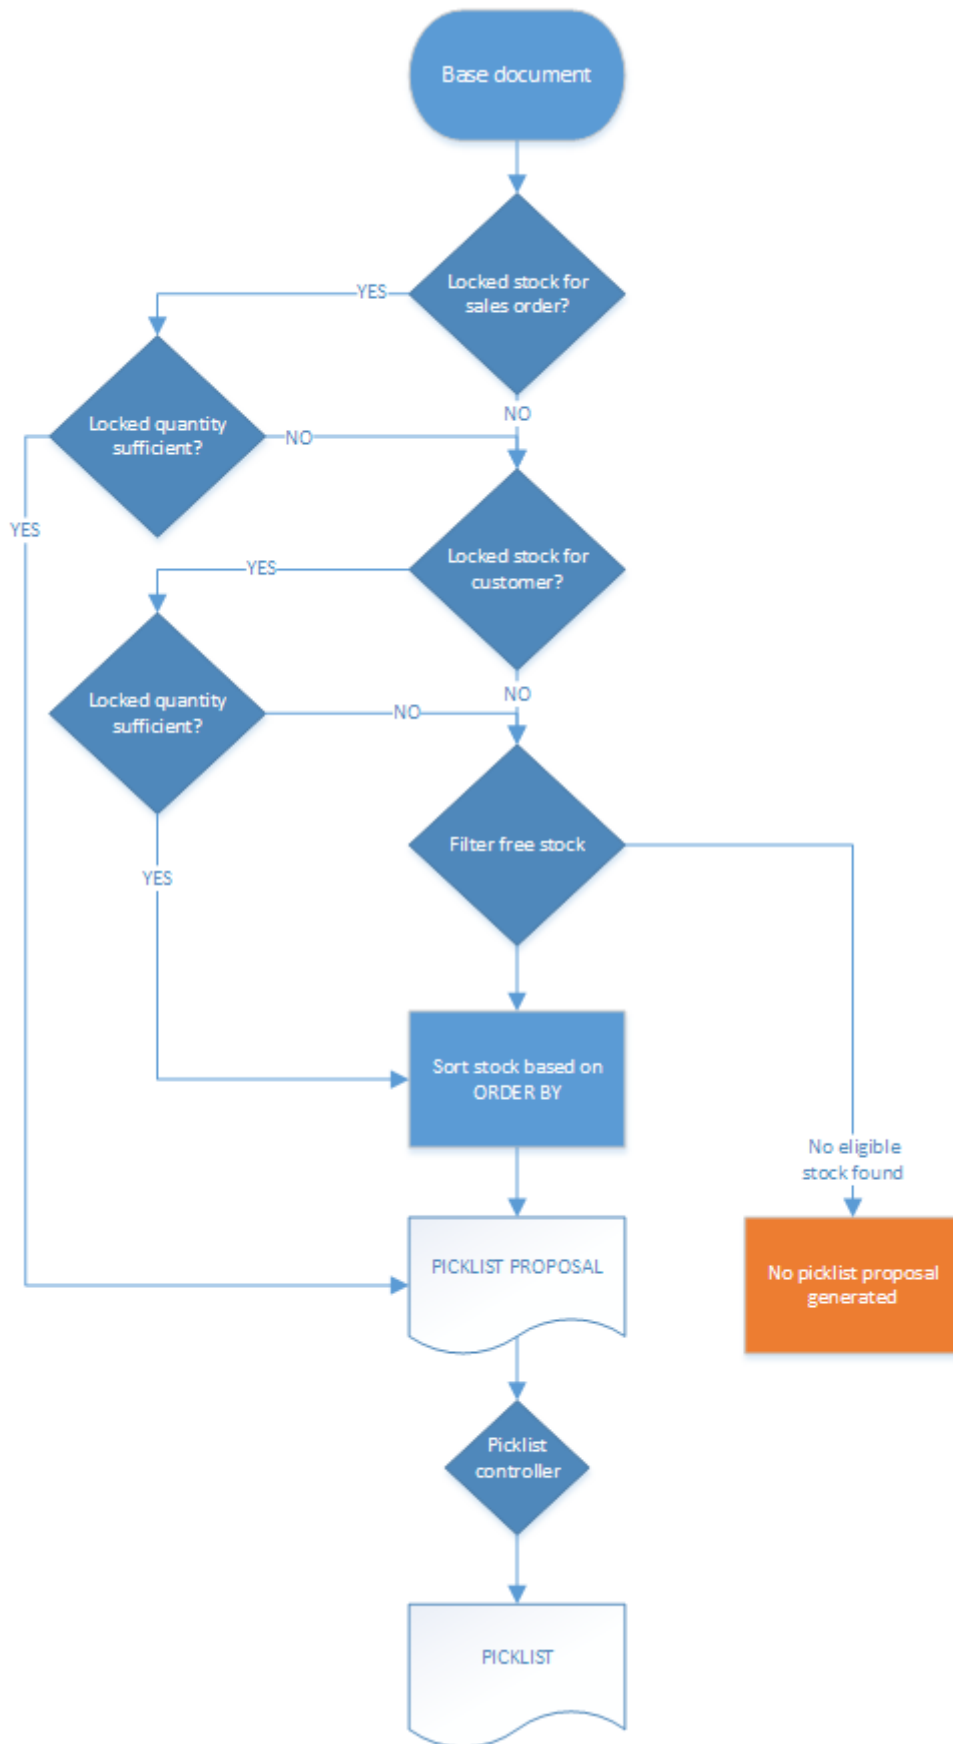 Base document
Locked stock for
sales order?
YES
NO
Locked quantity
sufficient?
NO
YES
Locked stock for
customer?
YES
NO
Locked quantity
sufficient?
NO
YES
Filter free stock
Sort stock based on
ORDER BY
No eligible
stock found
PICKLIST PROPOSAL
No picklist proposal
generated
Picklist
controller
PICKLIST